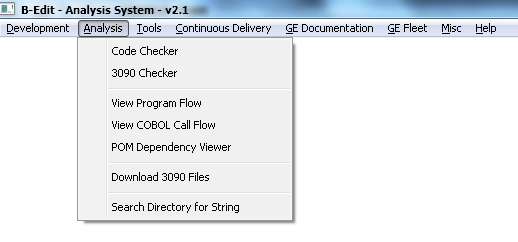 B-Edit - Analysis System - v2.1
Development Analysis Tools Continuous Delivery GE Documentation GE Fleet Misc Help
Code Checker
3090 Checker
View Program Flow
View COBOL Call Flow
POM Dependency Viewer
Download 3090 Files
Search Directory for String